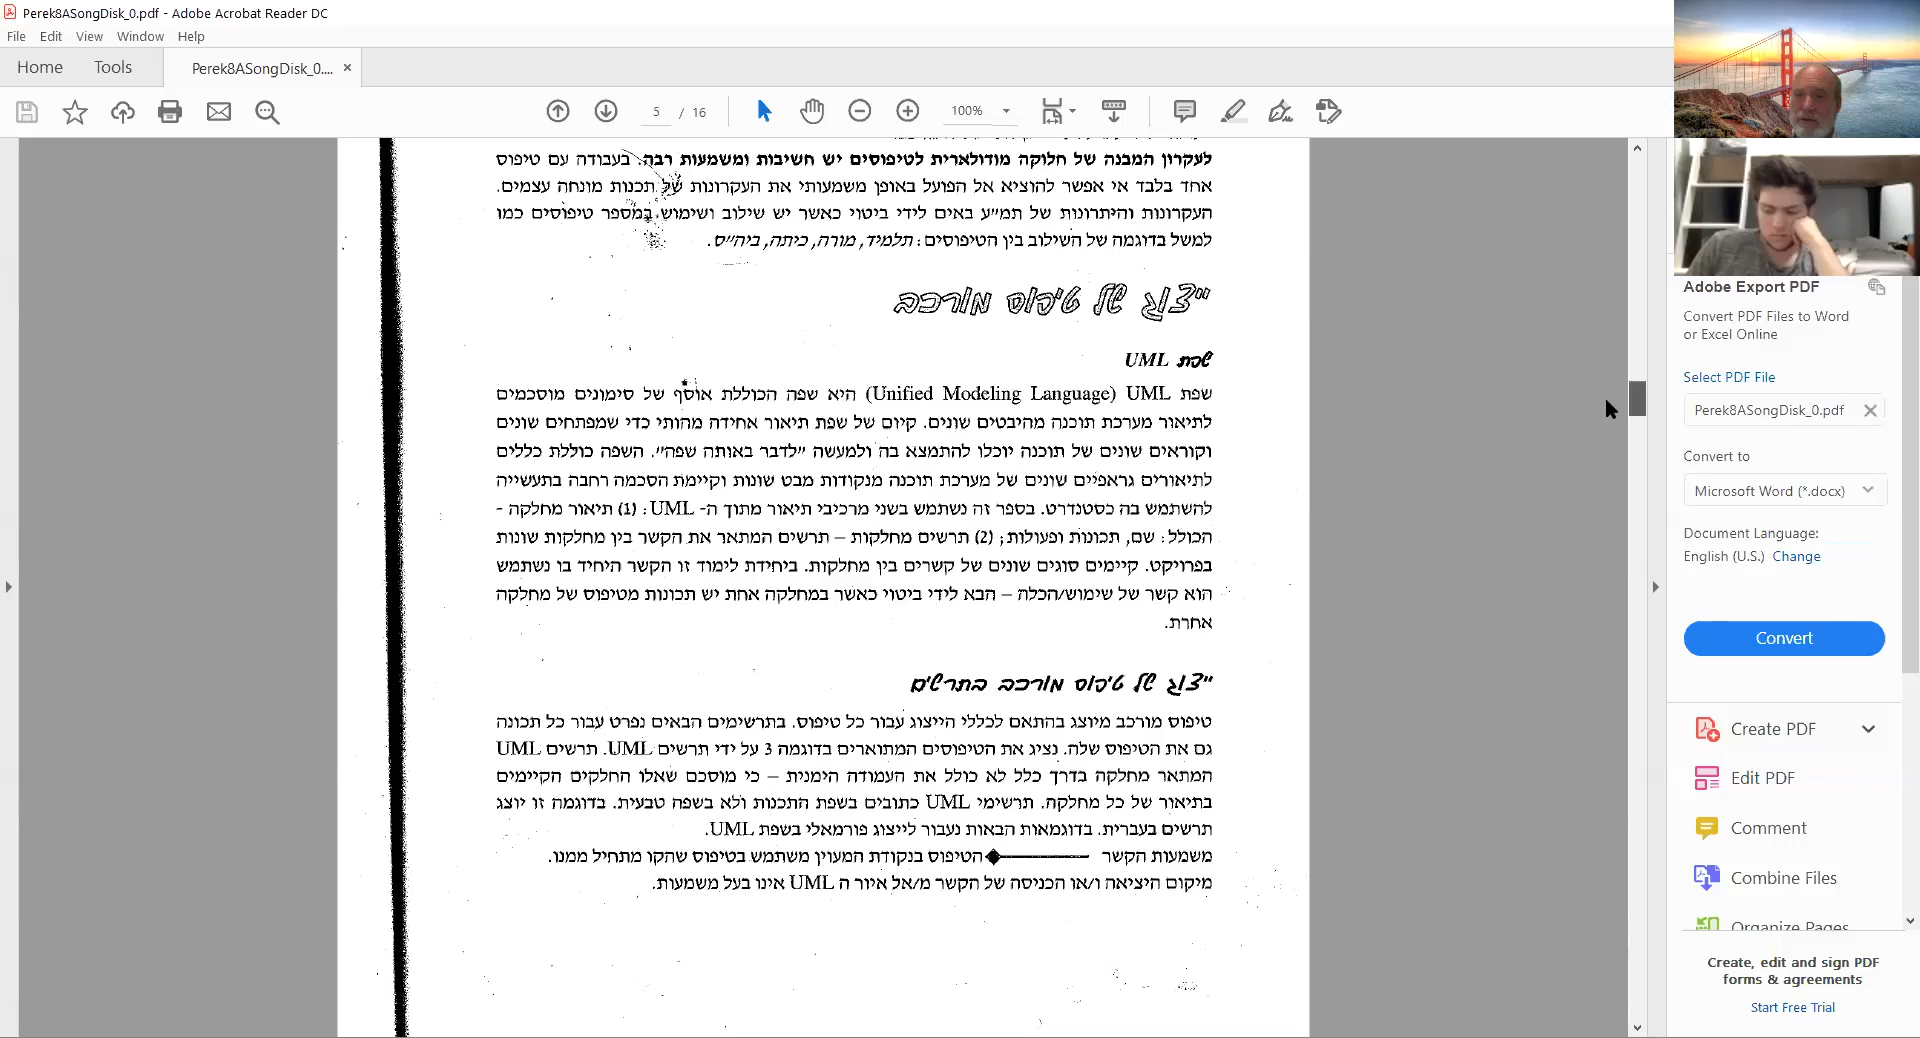 Perek8ASongDisk_0.pdf - Adobe Acrobat Reader DC
File Edit View Window Help
Home Tools Perek8ASongDisk_0.... ×
5 / 16 100%
לעקרון המבנה של חלוקה מודולארית לטיפוסים יש חשיבות ומשמעות רבה. בעבודה עם טיפוס
אחד בלבד אי אפשר להוציא אל הפועל באופן משמעותי את העקרונות של תכנות מונחה עצמים.
העקרונות והיתרונות של תמ״ע באים לידי ביטוי כאשר יש שילוב ושימוש במספר טיפוסים כמו
למשל בדוגמה של השילוב בין הטיפוסים: תלמיד, מורה, כיתה, ביה״ס.
ייצוג של טיפוס מורכב
שפת UML
שפת UML (Unified Modeling Language) היא שפה הכוללת אוסף של סימונים מוסכמים
לתיאור מערכת תוכנה מהיבטים שונים. קיום של שפת תיאור אחידה מהותי כדי שמפתחים שונים
וקוראים שונים של תוכנה יוכלו להתמצא בה ולמעשה ״לדבר באותה שפה״. השפה כוללת כללים
לתיאורים גראפיים שונים של מערכת תוכנה מנקודות מבט שונות וקיימת הסכמה רחבה בתעשייה
להשתמש בה כסטנדרט. בספר זה נשתמש בשני מרכיבי תיאור מתוך ה- UML: (1) תיאור מחלקה -
הכולל: שם, תכונות ופעולות; (2) תרשים מחלקות – תרשים המתאר את הקשר בין מחלקות שונות
בפרויקט. קיימים סוגים שונים של קשרים בין מחלקות. ביחידת לימוד זו הקשר היחיד בו נשתמש
הוא קשר של שימוש/הכלה – הבא לידי ביטוי כאשר במחלקה אחת יש תכונות מטיפוס של מחלקה
אחרת.
ייצוג של טיפוס מורכב בתרשים
טיפוס מורכב מיוצג בהתאם לכללי הייצוג עבור כל טיפוס. בתרשימים הבאים נפרט עבור כל תכונה
גם את הטיפוס שלה. נציג את הטיפוסים המתוארים בדוגמה 3 על ידי תרשים UML. תרשים UML
המתאר מחלקה בדרך כלל לא כולל את העמודה הימנית – כי מוסכם שאלו החלקים הקיימים
בתיאור של כל מחלקה. תרשימי UML כתובים בשפת התכנות ולא בשפה טבעית. בדוגמה זו יוצג
תרשים בעברית. בדוגמאות הבאות נעבור לייצוג פורמאלי בשפת UML.
משמעות הקשר הטיפוס בנקודת המעוין משתמש בטיפוס שהקו מתחיל ממנו.
מיקום היציאה ו/או הכניסה של הקשר מ/אל איור ה UML אינו בעל משמעות.
Adobe Export PDF
Convert PDF Files to Word
or Excel Online
Select PDF File
Perek8ASongDisk_0.pdf
Convert to
Microsoft Word (*.docx)
Document Language:
English (U.S.) Change
Convert
Create PDF
Edit PDF
Comment
Combine Files
Organize Pages
Create, edit and sign PDF
forms & agreements
Start Free Trial